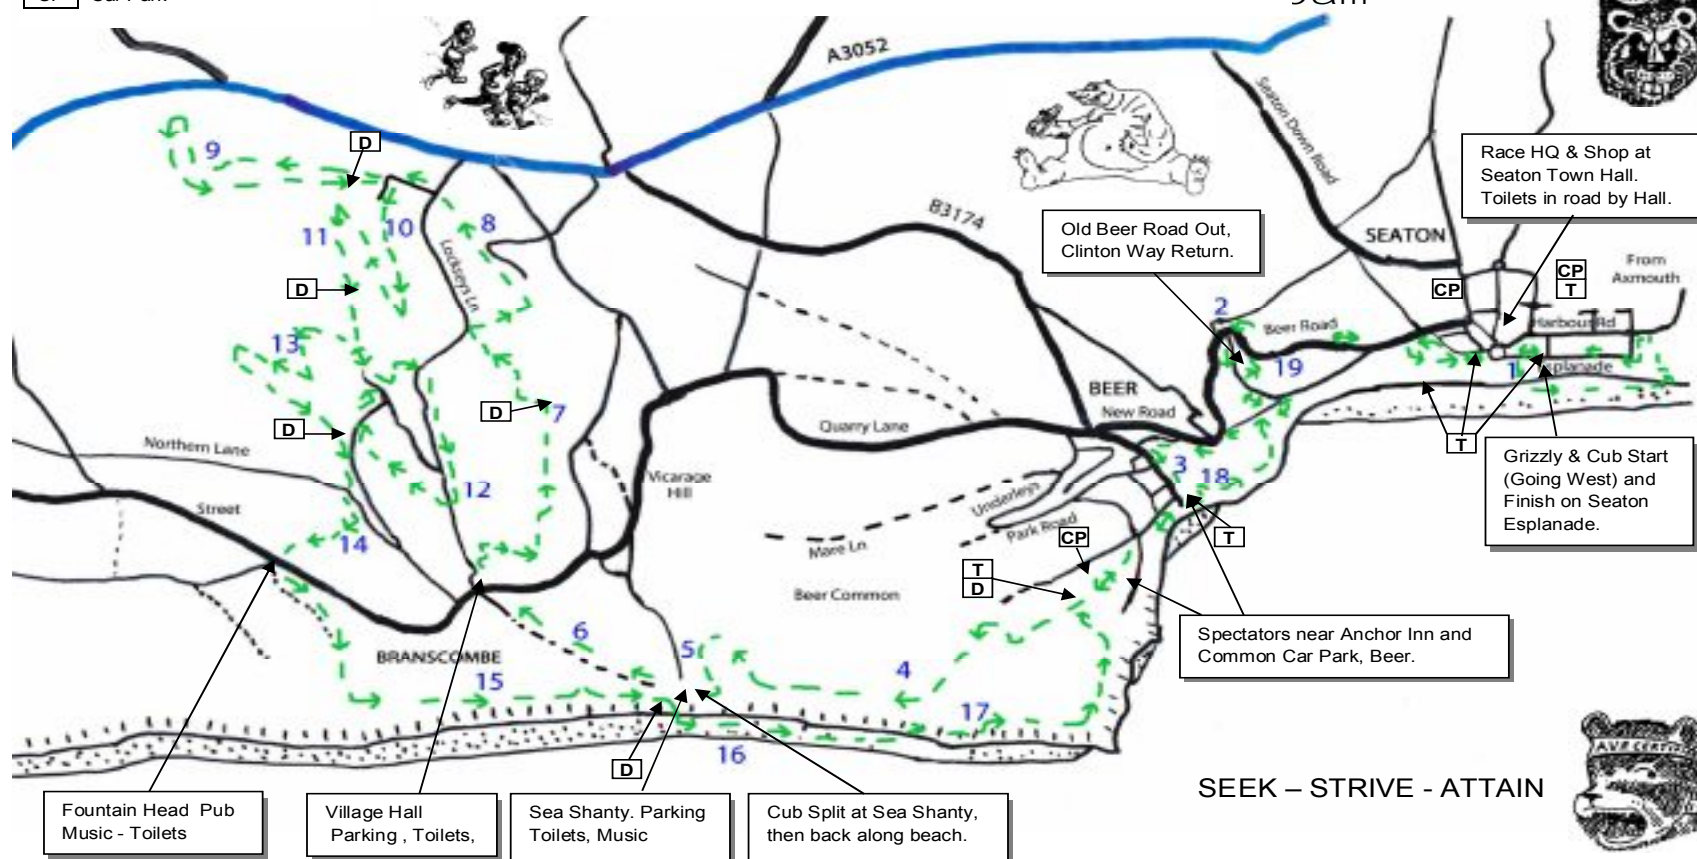 A3052
Seaton Down Road
Race HQ & Shop at
Seaton Town Hall.
Toilets in road by Hall.
9
D
10
8
11
Lockseys Ln
B3174
Old Beer Road Out,
Clinton Way Return.
SEATON
From
Axmouth
CP
CP
T
D
2
Beer Road
Harbour Rd
13
19
1
Esplanade
BEER
New Road
D
7
Quarry Lane
D
T
Northern Lane
Vicarage
Hill
3
18
Grizzly & Cub Start
(Going West) and
Finish on Seaton
Esplanade.
12
Underleys
Street
Park Road
14
Mare Ln
CP
T
T
D
Beer Common
6
5
Spectators near Anchor Inn and
Common Car Park, Beer.
BRANSCOMBE
15
4
17
16
D
SEEK – STRIVE - ATTAIN
Fountain Head Pub
Music - Toilets
Village Hall
Parking , Toilets,
Sea Shanty. Parking
Toilets, Music
Cub Split at Sea Shanty,
then back along beach.